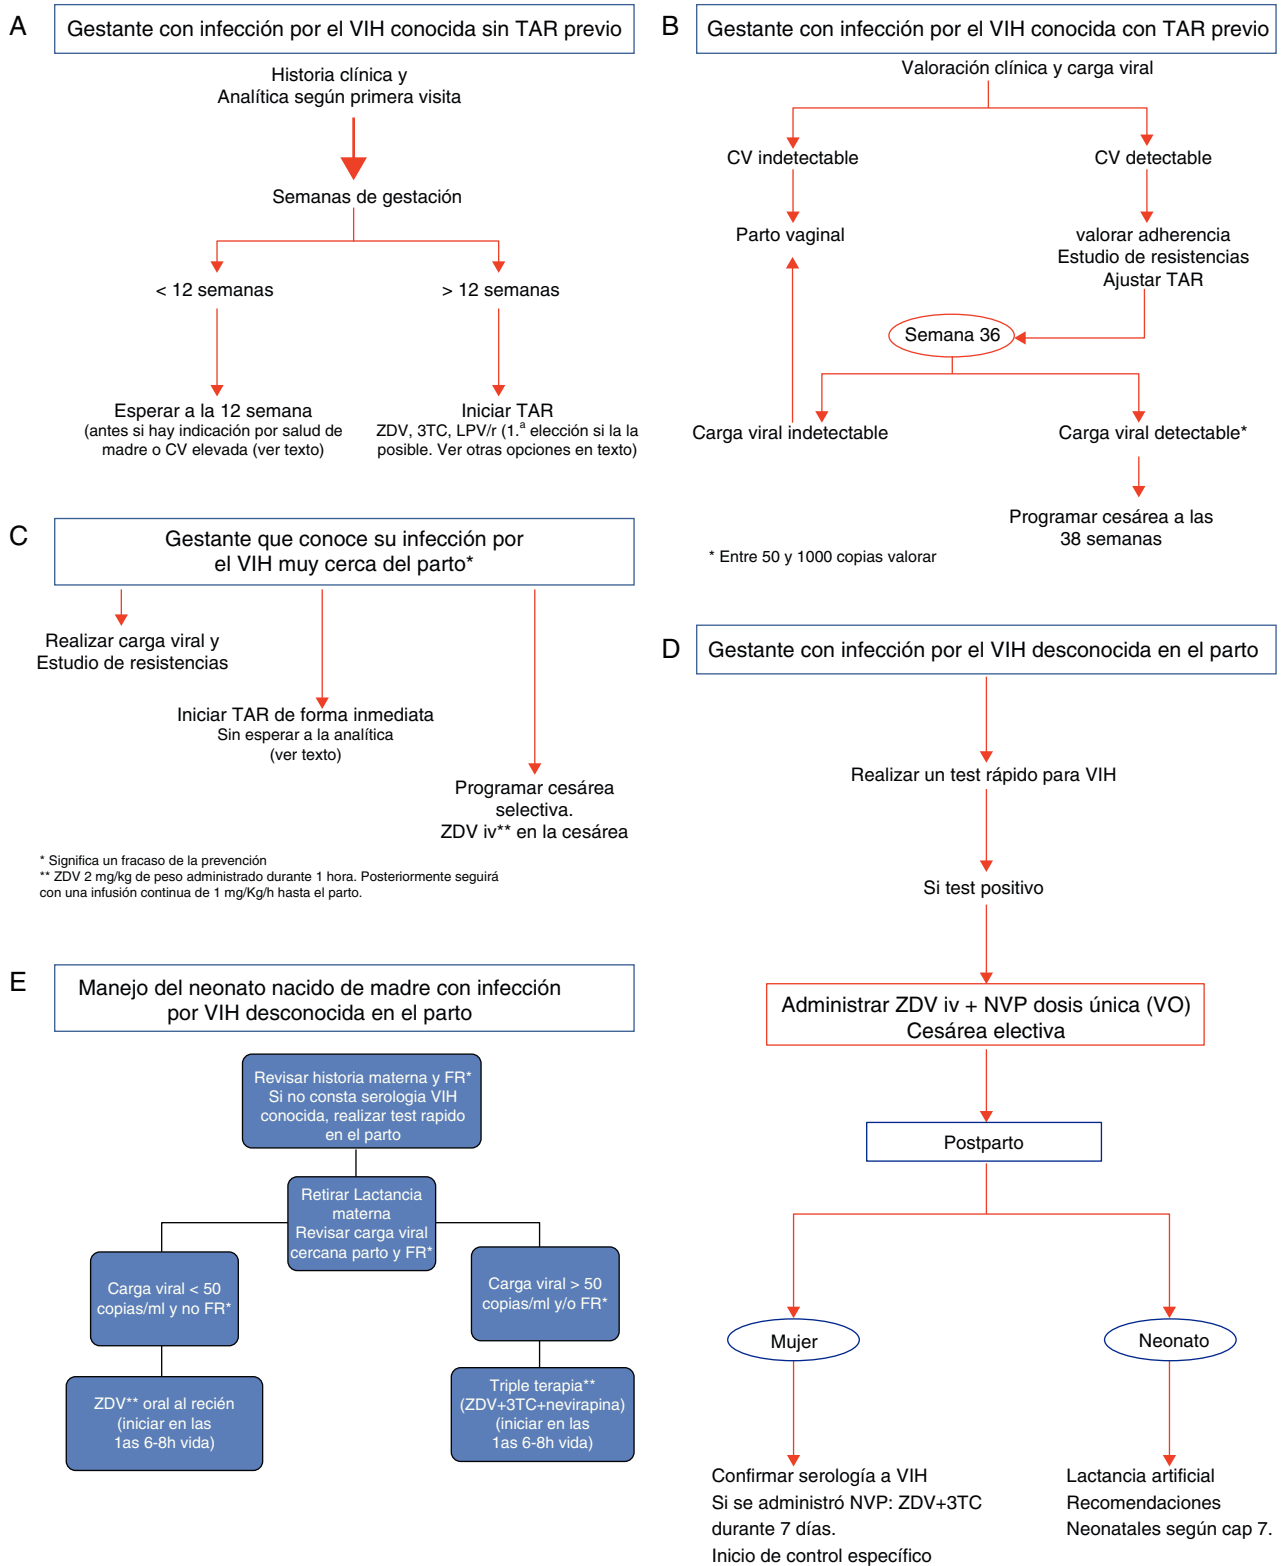 A
Gestante con infección por el VIH conocida sin TAR previo
Historia clínica y
Analítica según primera visita
Semanas de gestación
< 12 semanas
> 12 semanas
Esperar a la 12 semana
(antes si hay indicación por salud de
madre o CV elevada (ver texto)
Iniciar TAR
ZDV, 3TC, LPV/r (1.ª elección si la la
posible. Ver otras opciones en texto)
B
Gestante con infección por el VIH conocida con TAR previo
Valoración clínica y carga viral
CV indetectable
CV detectable
Parto vaginal
valorar adherencia
Estudio de resistencias
Ajustar TAR
Semana 36
Carga viral indetectable
Carga viral detectable*
Programar cesárea a las
38 semanas
* Entre 50 y 1000 copias valorar
C
Gestante que conoce su infección por
el VIH muy cerca del parto*
Realizar carga viral y
Estudio de resistencias
Iniciar TAR de forma inmediata
Sin esperar a la analítica
(ver texto)
Programar cesárea
selectiva.
ZDV iv** en la cesárea
* Significa un fracaso de la prevención
** ZDV 2 mg/kg de peso administrado durante 1 hora. Posteriormente seguirá
con una infusión continua de 1 mg/Kg/h hasta el parto.
D
Gestante con infección por el VIH desconocida en el parto
Realizar un test rápido para VIH
Si test positivo
Administrar ZDV iv + NVP dosis única (VO)
Cesárea electiva
Postparto
Mujer
Neonato
Confirmar serología a VIH
Si se administró NVP: ZDV+3TC
durante 7 días.
Inicio de control específico
Lactancia artificial
Recomendaciones
Neonatales según cap 7.
E
Manejo del neonato nacido de madre con infección
por VIH desconocida en el parto
Revisar historia materna y FR*
Si no consta serologia VIH
conocida, realizar test rapido
en el parto
Retirar Lactancia
materna
Revisar carga viral
cercana parto y FR*
Carga viral < 50
copias/ml y no FR*
Carga viral > 50
copias/ml y/o FR*
ZDV** oral al recién
(iniciar en las
1as 6-8h vida)
Triple terapia**
(ZDV+3TC+nevirapina)
(iniciar en las
1as 6-8h vida)